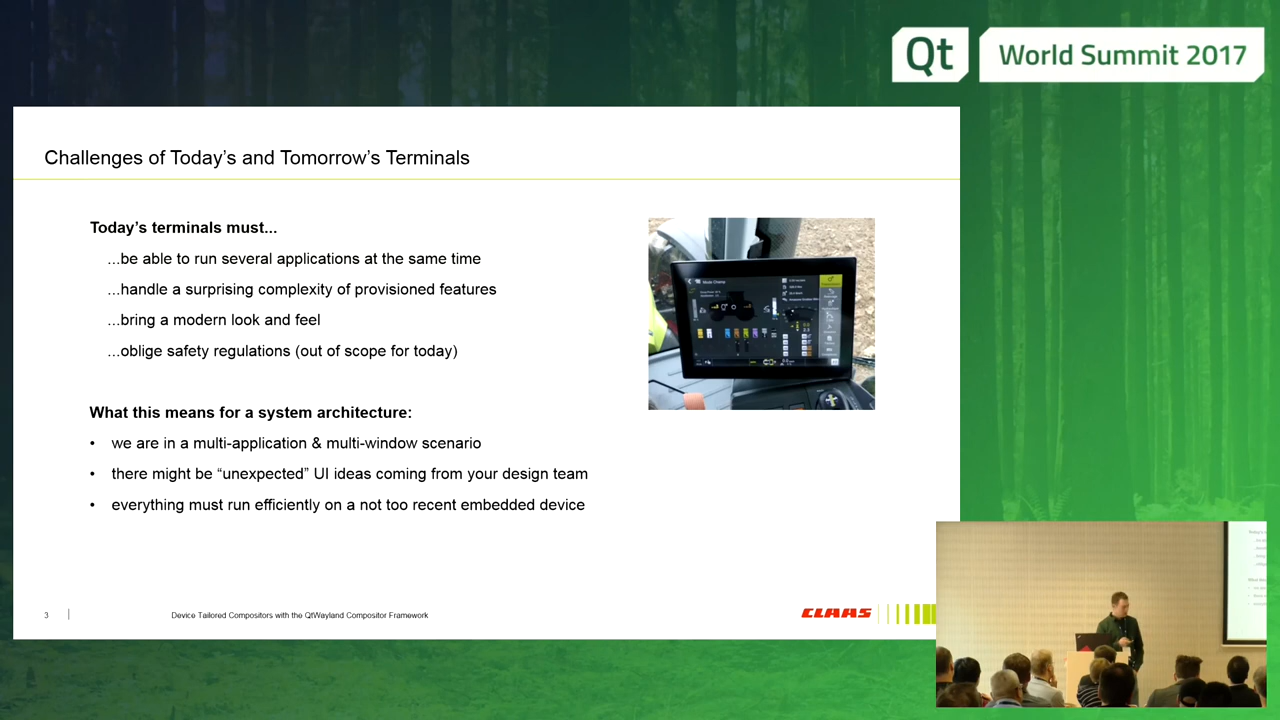 Qt World Summit 2017
Challenges of Today's and Tomorrow's Terminals
Today's terminals must...
...be able to run several applications at the same time
...handle a surprising complexity of provisioned features
...bring a modern look and feel
...oblige safety regulations (out of scope for today)
What this means for a system architecture:
• we are in a multi-application & multi-window scenario
• there might be “unexpected” UI ideas coming from your design team
• everything must run efficiently on a not too recent embedded device
3 | Device Tailored Compositors with the QtWayland Compositor Framework
CLAAS